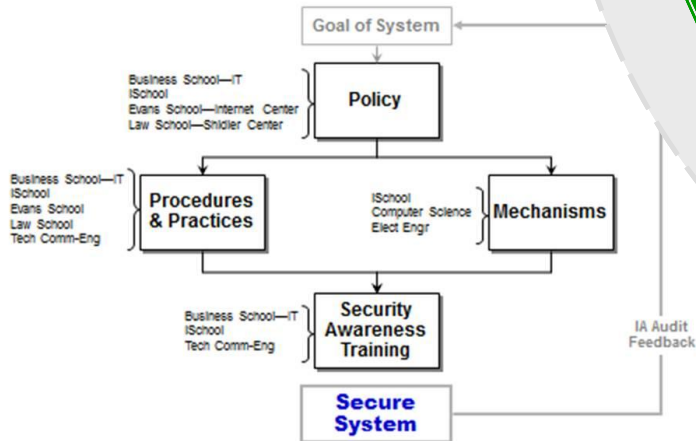 Goal of System
Business School—IT
ISchool
Evans School—Internet Center
Law School—Shidler Center
Policy
Business School—IT
ISchool
Evans School
Law School
Tech Comm-Eng
Procedures
& Practices
ISchool
Computer Science
Elect Engr
Mechanisms
Business School—IT
ISchool
Tech Comm-Eng
Security
Awareness
Training
IA Audit
Feedback
Secure
System